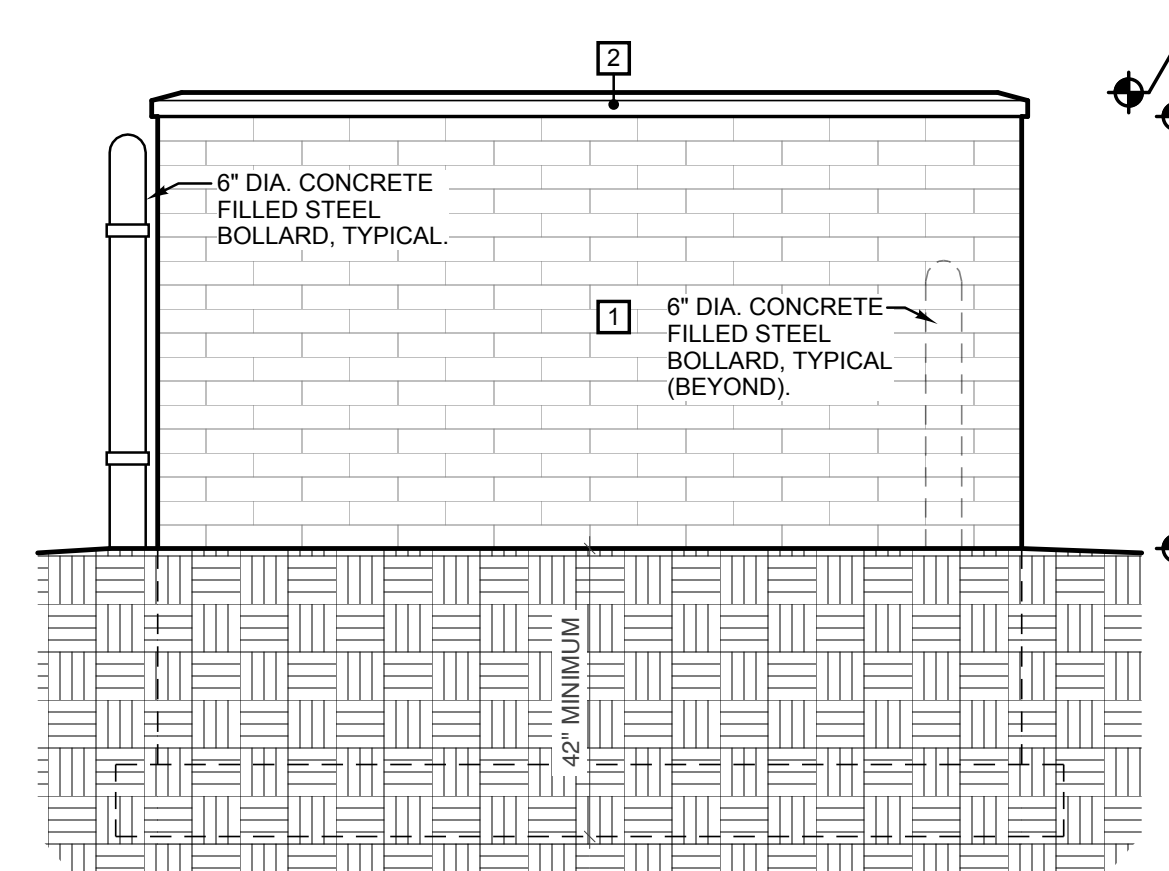 2
6" DIA. CONCRETE
FILLED STEEL
BOLLARD, TYPICAL.
1
6" DIA. CONCRETE
FILLED STEEL
BOLLARD, TYPICAL
(BEYOND).
42" MINIMUM